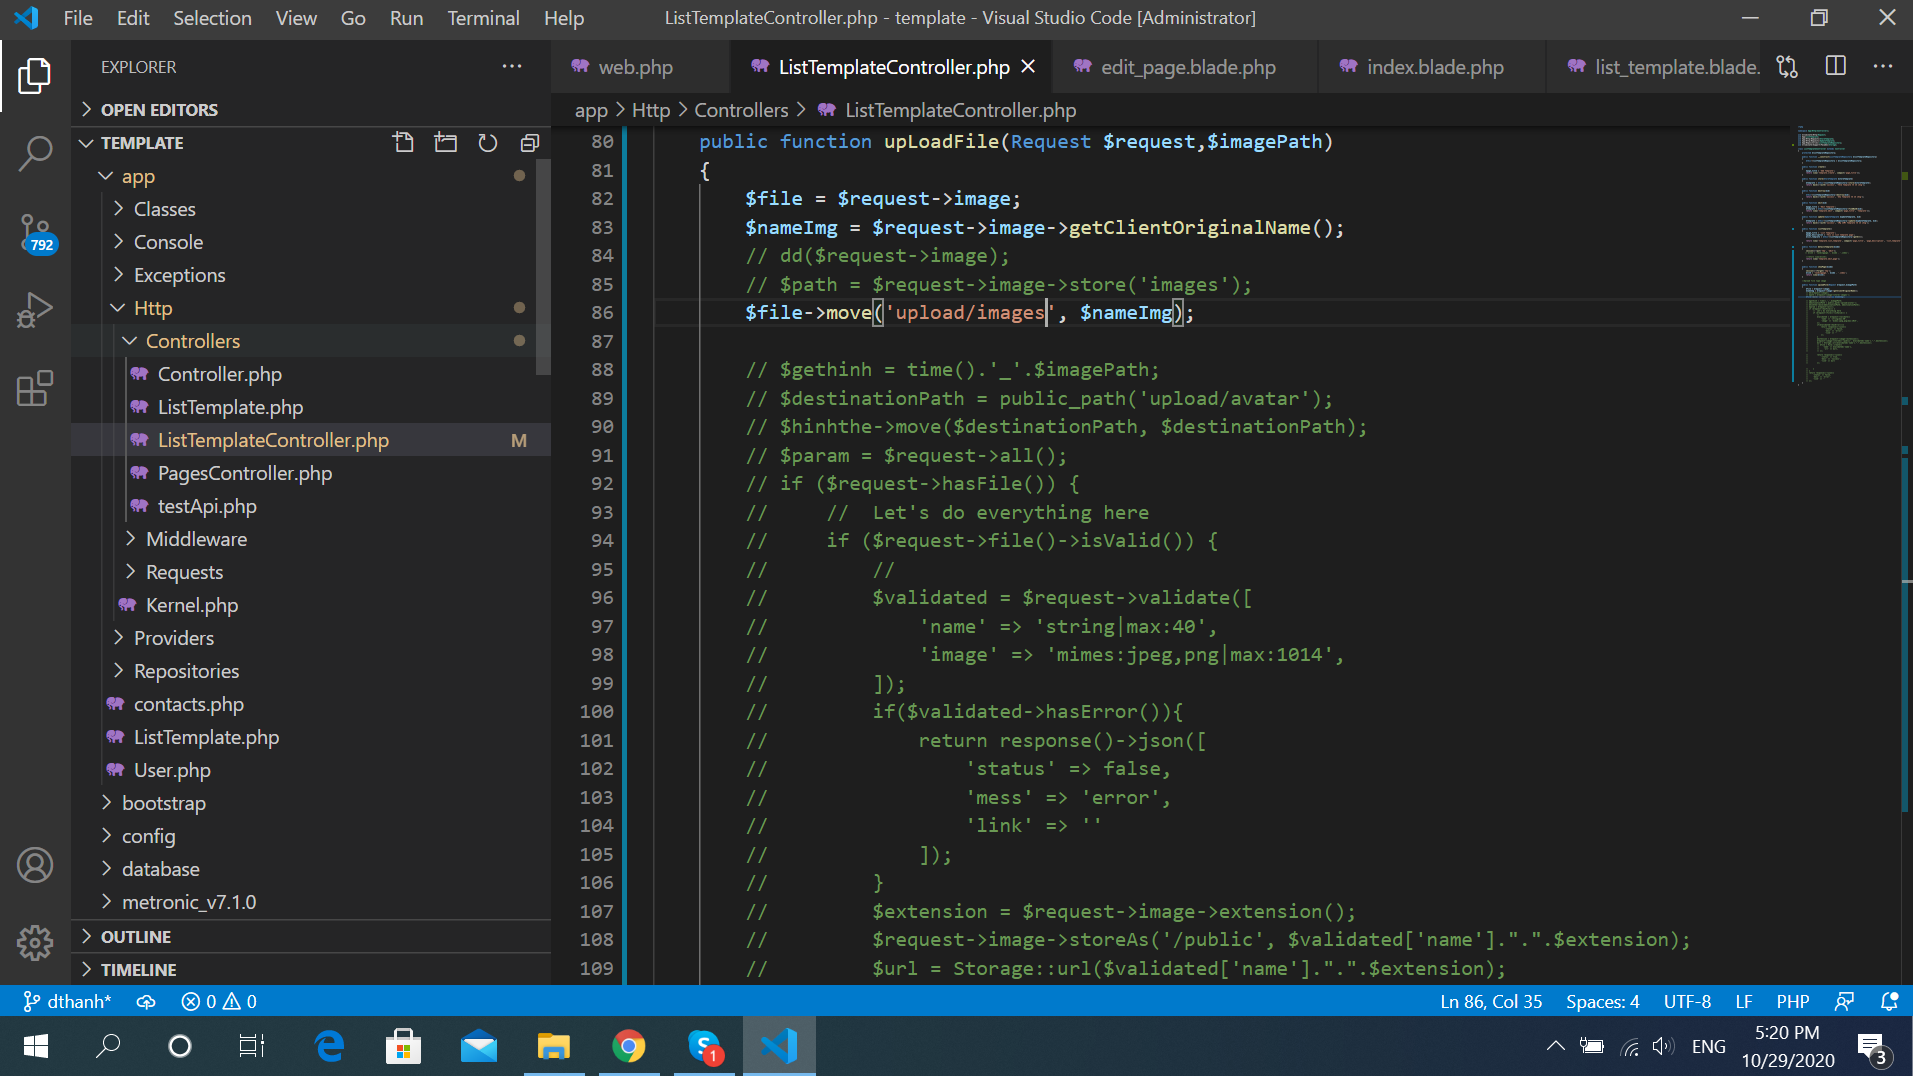 File Edit Selection View Go Run Terminal Help ListTemplateController.php - template - Visual Studio Code [Administrator]
EXPLORER
web.php ListTemplateController.php edit_page.blade.php index.blade.php list_template.blade.
OPEN EDITORS
app > Http > Controllers > ListTemplateController.php
TEMPLATE
app
Classes
Console
Exceptions
Http
Controllers
Controller.php
ListTemplate.php
ListTemplateController.php M
PagesController.php
testApi.php
Middleware
Requests
Kernel.php
Providers
Repositories
contacts.php
ListTemplate.php
User.php
bootstrap
config
database
metronic_v7.1.0
OUTLINE
TIMELINE
792
80 public function upLoadFile(Request $request,$imagePath)
81 {
82 $file = $request->image;
83 $nameImg = $request->image->getClientOriginalName();
84 // dd($request->image);
85 // $path = $request->image->store('images');
86 $file->move('upload/images', $nameImg);
87
88 // $gethinh = time().'_'.$imagePath;
89 // $destinationPath = public_path('upload/avatar');
90 // $hinhthe->move($destinationPath, $destinationPath);
91 // $param = $request->all();
92 // if ($request->hasFile()) {
93 // // Let's do everything here
94 // if ($request->file()->isValid()) {
95 // //
96 // $validated = $request->validate([
97 // 'name' => 'string|max:40',
98 // 'image' => 'mimes:jpeg,png|max:1014',
99 // ]);
100 // if($validated->hasError()){
101 // return response()->json([
102 // 'status' => false,
103 // 'mess' => 'error',
104 // 'link' => ''
105 // ]);
106 // }
107 // $extension = $request->image->extension();
108 // $request->image->storeAs('/public', $validated['name'].".".$extension);
109 // $url = Storage::url($validated['name'].".".$extension);
dthanh* 0 0 Ln 86, Col 35 Spaces: 4 UTF-8 LF PHP
1 ENG 5:20 PM
10/29/2020 3